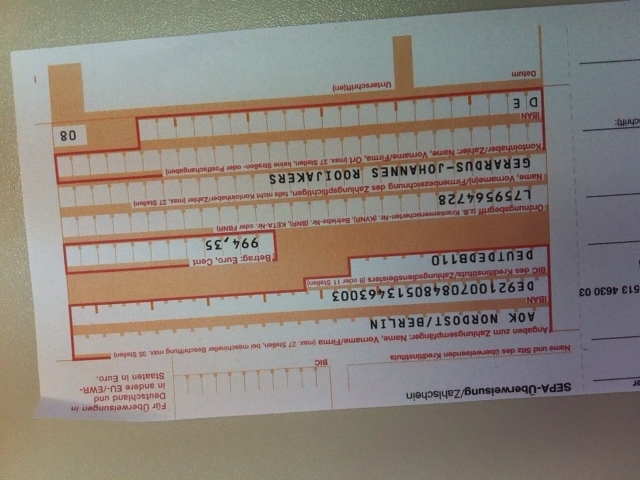 SEPA-Überweisung/Zahlschein
Für Überweisungen in
Deutschland und
in andere EU-/EWR-
Staaten in Euro.
Name und Sitz des überweisenden Kreditinstituts
BIC
Angaben zum Zahlungsempfänger: Name, Vorname/Firma (max. 27 Stellen, bei maschineller Beschriftung max. 35 Stellen)
AOK NORDOST/BERLIN
IBAN
DE92100708480513463003
BIC des Kreditinstituts/Zahlungsdienstleisters (8 oder 11 Stellen)
DEUTDEDB110
Betrag: Euro, Cent
994,35
Ordnungsbegriff (z.B. Krankenversicherten-Nr. (KVNR), Betriebs-Nr. (BNR), KETA-Nr. oder FBNR)
L759564728
Name, Vorname(n)/Firmenbezeichnung des Zahlungspflichtigen, falls nicht Kontoinhaber/Zahler (max. 27 Stellen)
GERARDUS-JOHANNES ROOIJAKERS
Kontoinhaber/Zahler: Name, Vorname/Firma, Ort (max. 27 Stellen, keine Straßen- oder Postfachangaben)
IBAN
DE
08
Datum
Unterschrift(en)
513 4630 03
chrift):